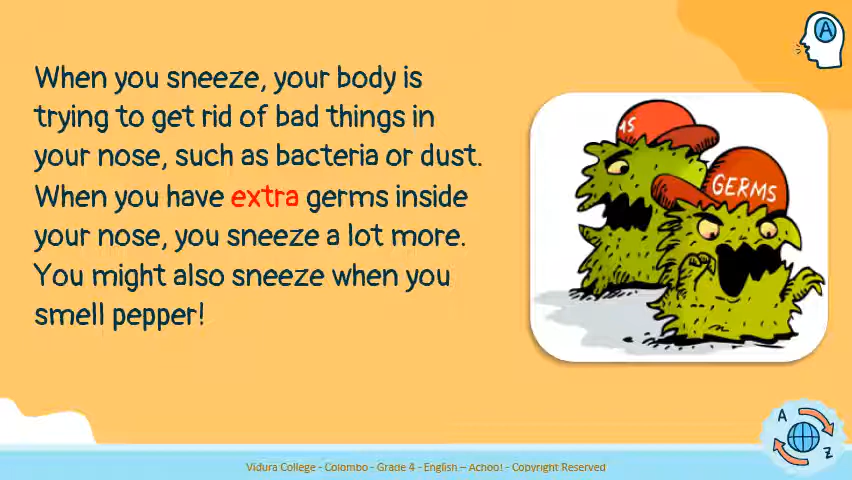 When you sneeze, your body is
trying to get rid of bad things in
your nose, such as bacteria or dust.
When you have extra germs inside
your nose, you sneeze a lot more.
You might also sneeze when you
smell pepper!
MS
GERMS
A
A
Z
Vidura College - Colombo - Grade 4 - English – Achoo! - Copyright Reserved